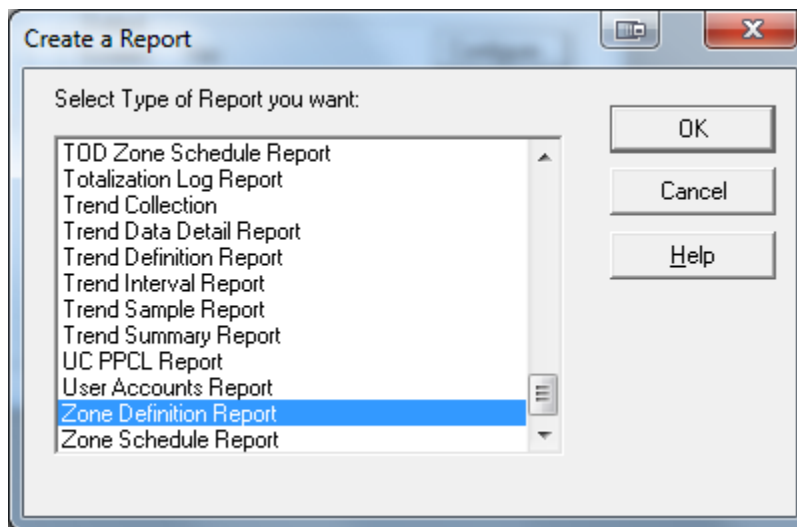 Create a Report
Select Type of Report you want:
TOD Zone Schedule Report
Totalization Log Report
Trend Collection
Trend Data Detail Report
Trend Definition Report
Trend Interval Report
Trend Sample Report
Trend Summary Report
UC PPCL Report
User Accounts Report
Zone Definition Report
Zone Schedule Report
OK
Cancel
Help